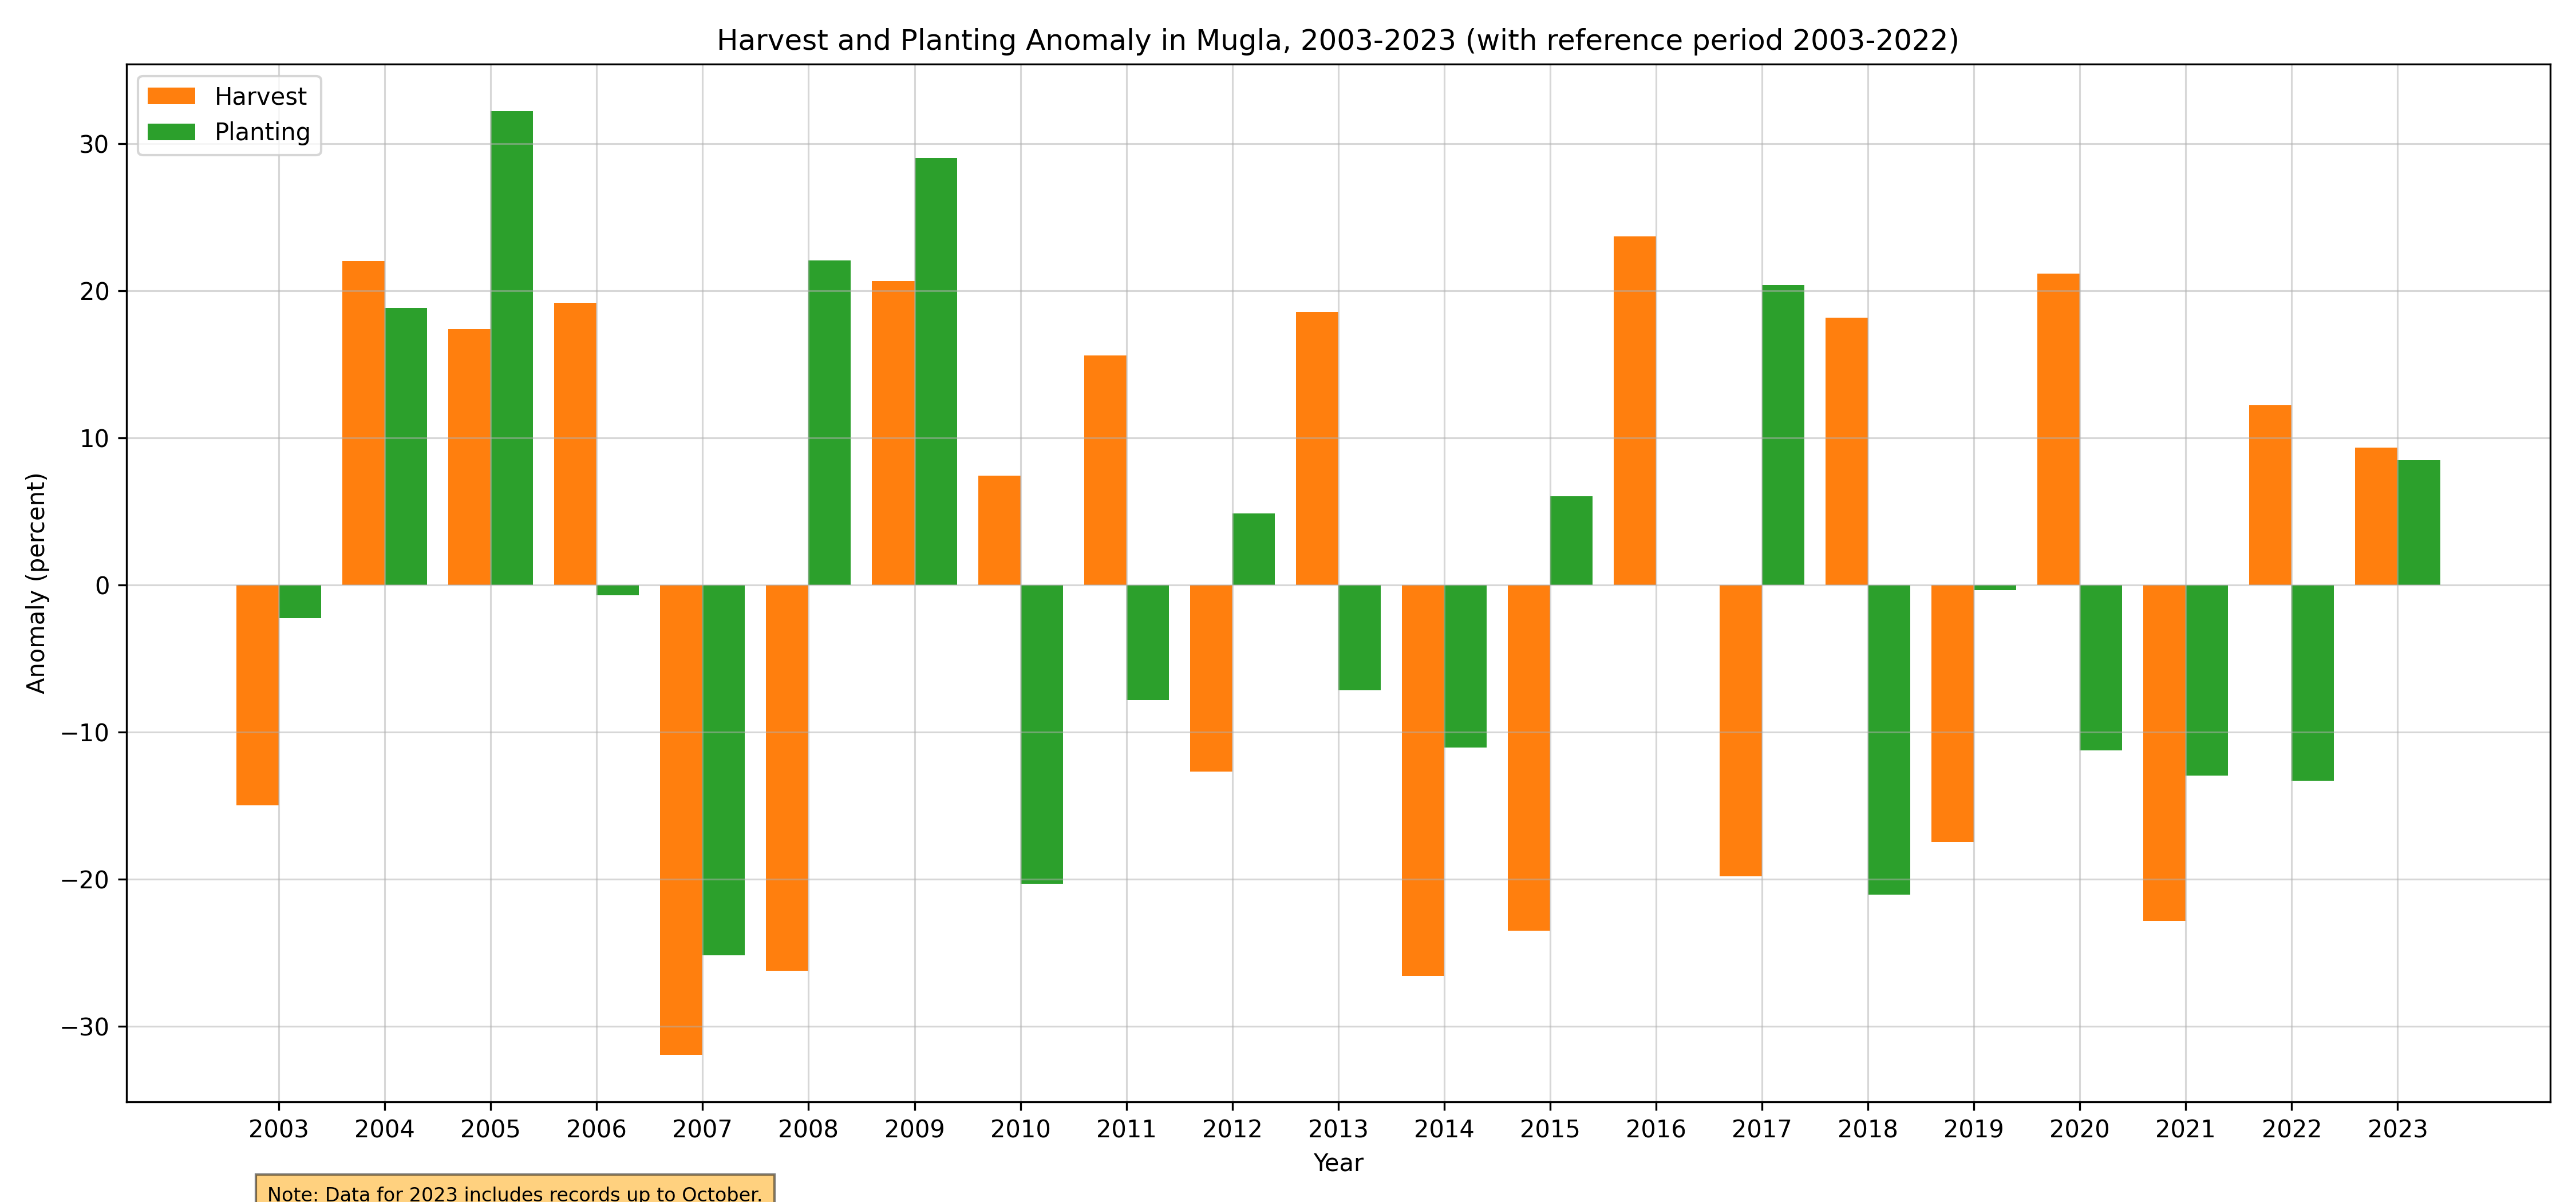 Harvest and Planting Anomaly in Mugla, 2003-2023 (with reference period 2003-2022)
Harvest
Planting
30
20
10
0
−10
−20
−30
Anomaly (percent)
2003 2004 2005 2006 2007 2008 2009 2010 2011 2012 2013 2014 2015 2016 2017 2018 2019 2020 2021 2022 2023
Year
Note: Data for 2023 includes records up to October.